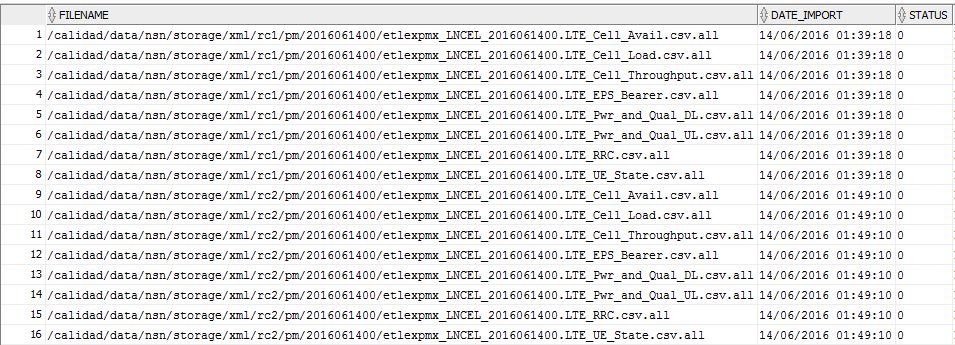 FILENAME DATE_IMPORT STATUS
1 /calidad/data/nsn/storage/xml/rc1/pm/2016061400/etlexpmx_LNCEL_2016061400.LTE_Cell_Avail.csv.all 14/06/2016 01:39:18 0
2 /calidad/data/nsn/storage/xml/rc1/pm/2016061400/etlexpmx_LNCEL_2016061400.LTE_Cell_Load.csv.all 14/06/2016 01:39:18 0
3 /calidad/data/nsn/storage/xml/rc1/pm/2016061400/etlexpmx_LNCEL_2016061400.LTE_Cell_Throughput.csv.all 14/06/2016 01:39:18 0
4 /calidad/data/nsn/storage/xml/rc1/pm/2016061400/etlexpmx_LNCEL_2016061400.LTE_EPS_Bearer.csv.all 14/06/2016 01:39:18 0
5 /calidad/data/nsn/storage/xml/rc1/pm/2016061400/etlexpmx_LNCEL_2016061400.LTE_Pwr_and_Qual_DL.csv.all 14/06/2016 01:39:18 0
6 /calidad/data/nsn/storage/xml/rc1/pm/2016061400/etlexpmx_LNCEL_2016061400.LTE_Pwr_and_Qual_UL.csv.all 14/06/2016 01:39:18 0
7 /calidad/data/nsn/storage/xml/rc1/pm/2016061400/etlexpmx_LNCEL_2016061400.LTE_RRC.csv.all 14/06/2016 01:39:18 0
8 /calidad/data/nsn/storage/xml/rc1/pm/2016061400/etlexpmx_LNCEL_2016061400.LTE_UE_State.csv.all 14/06/2016 01:39:18 0
9 /calidad/data/nsn/storage/xml/rc2/pm/2016061400/etlexpmx_LNCEL_2016061400.LTE_Cell_Avail.csv.all 14/06/2016 01:49:10 0
10 /calidad/data/nsn/storage/xml/rc2/pm/2016061400/etlexpmx_LNCEL_2016061400.LTE_Cell_Load.csv.all 14/06/2016 01:49:10 0
11 /calidad/data/nsn/storage/xml/rc2/pm/2016061400/etlexpmx_LNCEL_2016061400.LTE_Cell_Throughput.csv.all 14/06/2016 01:49:10 0
12 /calidad/data/nsn/storage/xml/rc2/pm/2016061400/etlexpmx_LNCEL_2016061400.LTE_EPS_Bearer.csv.all 14/06/2016 01:49:10 0
13 /calidad/data/nsn/storage/xml/rc2/pm/2016061400/etlexpmx_LNCEL_2016061400.LTE_Pwr_and_Qual_DL.csv.all 14/06/2016 01:49:10 0
14 /calidad/data/nsn/storage/xml/rc2/pm/2016061400/etlexpmx_LNCEL_2016061400.LTE_Pwr_and_Qual_UL.csv.all 14/06/2016 01:49:10 0
15 /calidad/data/nsn/storage/xml/rc2/pm/2016061400/etlexpmx_LNCEL_2016061400.LTE_RRC.csv.all 14/06/2016 01:49:10 0
16 /calidad/data/nsn/storage/xml/rc2/pm/2016061400/etlexpmx_LNCEL_2016061400.LTE_UE_State.csv.all 14/06/2016 01:49:10 0